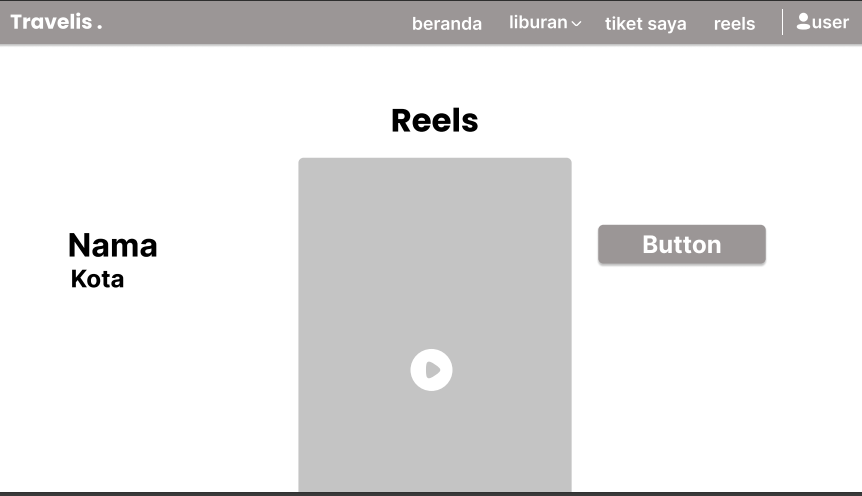 Travelis . beranda liburan tiket saya reels user
Reels
Nama
Kota
Button